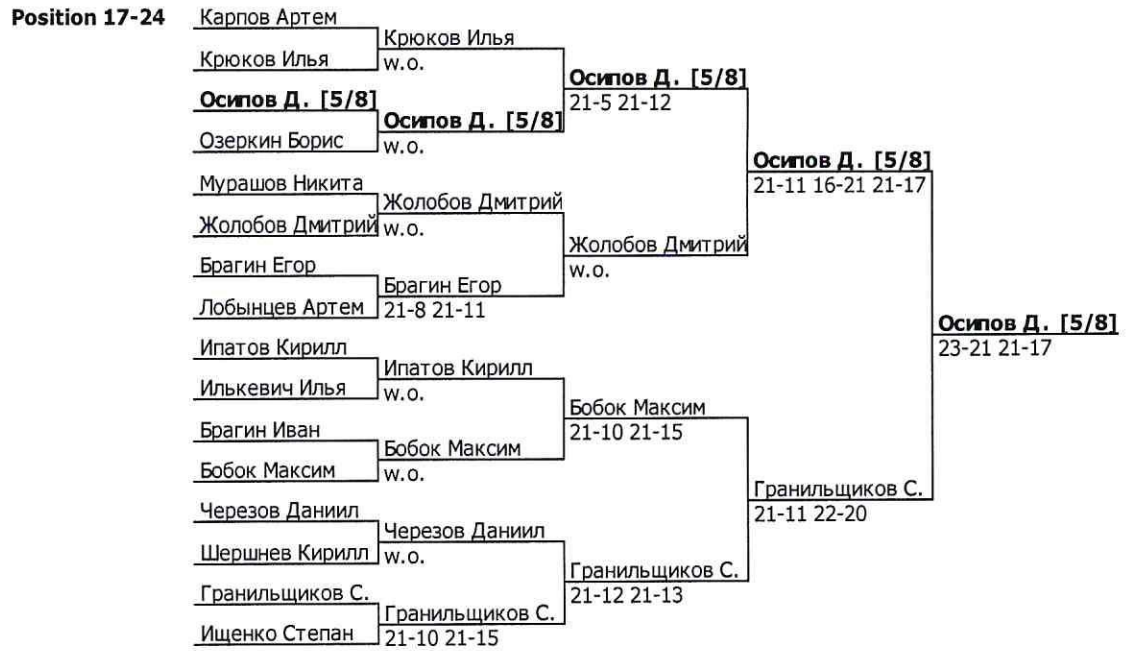 Position 17-24
Карпов Артем
Крюков Илья
Крюков Илья
w.o.
Осипов Д. [5/8]
21-5 21-12
Осипов Д. [5/8]
Осипов Д. [5/8]
w.o.
Озеркин Борис
Осипов Д. [5/8]
21-11 16-21 21-17
Мурашов Никита
Жолобов Дмитрий
Жолобов Дмитрий
w.o.
Жолобов Дмитрий
w.o.
Брагин Егор
Брагин Егор
21-8 21-11
Лобынцев Артем
Осипов Д. [5/8]
23-21 21-17
Ипатов Кирилл
Ипатов Кирилл
w.o.
Илькевич Илья
Бобок Максим
21-10 21-15
Брагин Иван
Бобок Максим
w.o.
Бобок Максим
Гранильщиков С.
21-11 22-20
Черезов Даниил
Черезов Даниил
w.o.
Шершнев Кирилл
Гранильщиков С.
21-12 21-13
Гранильщиков С.
Гранильщиков С.
21-10 21-15
Ищенко Степан